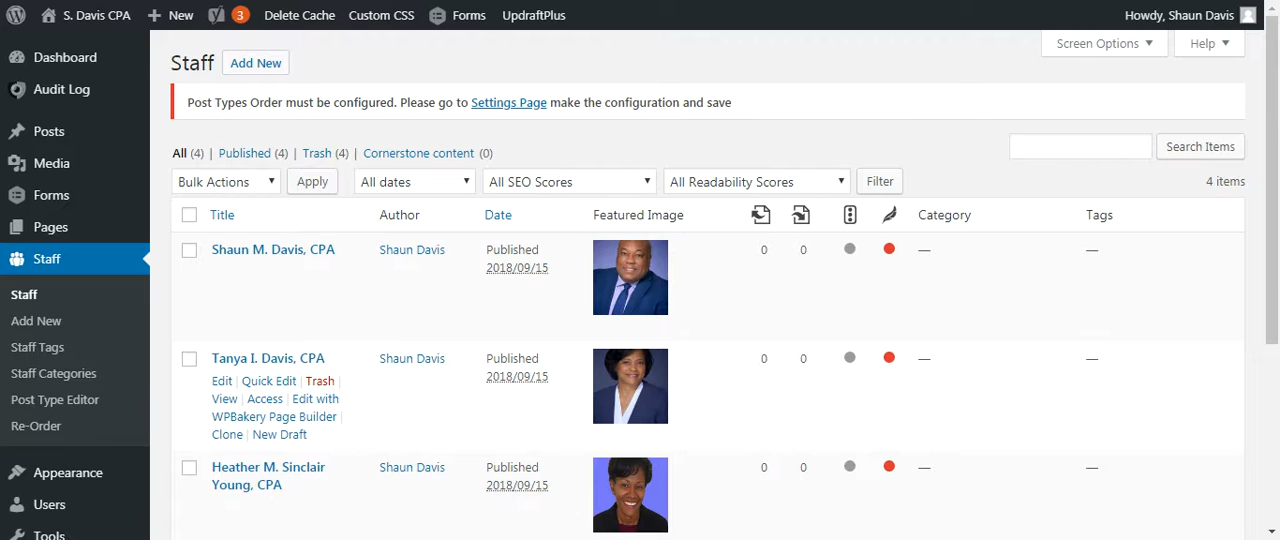 S. Davis CPA + New 3 Delete Cache Custom CSS Forms UpdraftPlus Howdy, Shaun Davis
Screen Options ▼ Help ▼
Dashboard
Audit Log
Posts
Media
Forms
Pages
Staff
Staff
Add New
Staff Tags
Staff Categories
Post Type Editor
Re-Order
Appearance
Users
Tools
Staff Add New
Post Types Order must be configured. Please go to Settings Page make the configuration and save
All (4) | Published (4) | Trash (4) | Cornerstone content (0)
Search Items
Bulk Actions Apply All dates All SEO Scores All Readability Scores Filter 4 items
Title Author Date Featured Image Category Tags
Shaun M. Davis, CPA Shaun Davis Published 0 0 — —
2018/09/15
Tanya I. Davis, CPA Shaun Davis Published 0 0 — —
2018/09/15
Edit | Quick Edit | Trash |
View | Access | Edit with
WPBakery Page Builder |
Clone | New Draft
Heather M. Sinclair Shaun Davis Published 0 0 — —
Young, CPA 2018/09/15